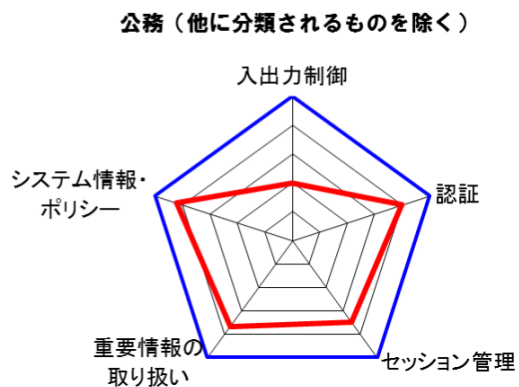 公務（他に分類されるものを除く）
入出力制御
システム情報・
ポリシー
認証
重要情報の
取り扱い
セッション管理